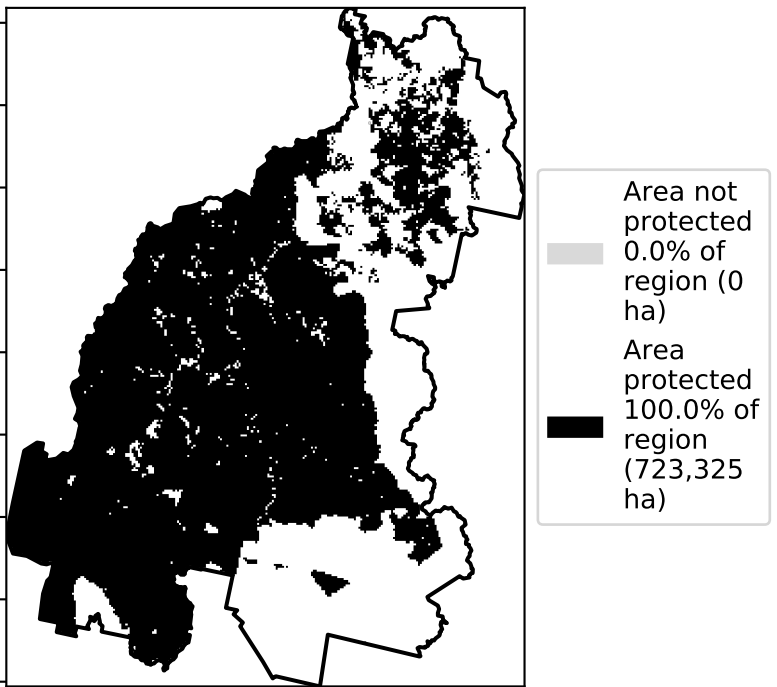 Area not
protected
0.0% of
region (0
ha)
Area
protected
100.0% of
region
(723,325
ha)